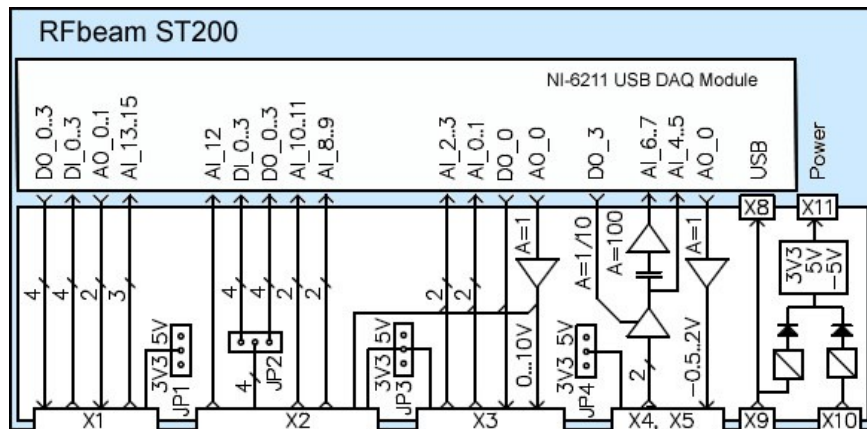 RFbeam ST200
NI-6211 USB DAQ Module
DO_0..3
DI_0..3
AO_0..1
AI_13..15
AI_12
DI_0..3
DO_0..3
AI_10..11
AI_8..9
AI_2..3
AI_0..1
DO_0
AO_0
DO_3
AI_6..7
AI_4..5
AO_0
USB
Power
X8
X11
A=1
A=1/10
A=100
A=1
3V3
5V
-5V
4
4
2
3
4
4
2
2
2
2
3V3 5V
JP1
JP2
4
3V3 5V
JP3
0...10V
3V3 5V
JP4
2
-0.5..2V
X1
X2
X3
X4, X5
X9
X10